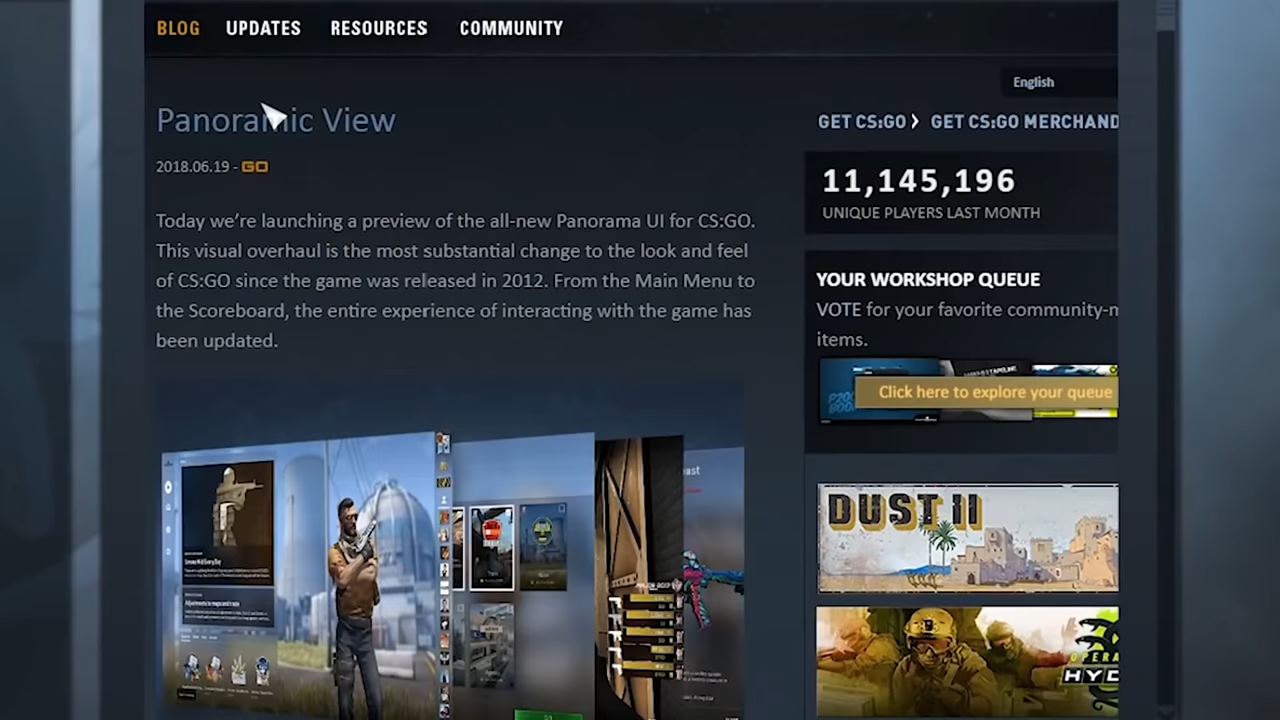 BLOG UPDATES RESOURCES COMMUNITY
English
Panoramic View
GET CS:GO GET CS:GO MERCHAND
2018.06.19 - GO
11,145,196
UNIQUE PLAYERS LAST MONTH
Today we're launching a preview of the all-new Panorama UI for CS:GO.
This visual overhaul is the most substantial change to the look and feel
of CS:GO since the game was released in 2012. From the Main Menu to
the Scoreboard, the entire experience of interacting with the game has
been updated.
YOUR WORKSHOP QUEUE
VOTE for your favorite community-m
items.
Click here to explore your queue
DUST II
OPERA
HYD